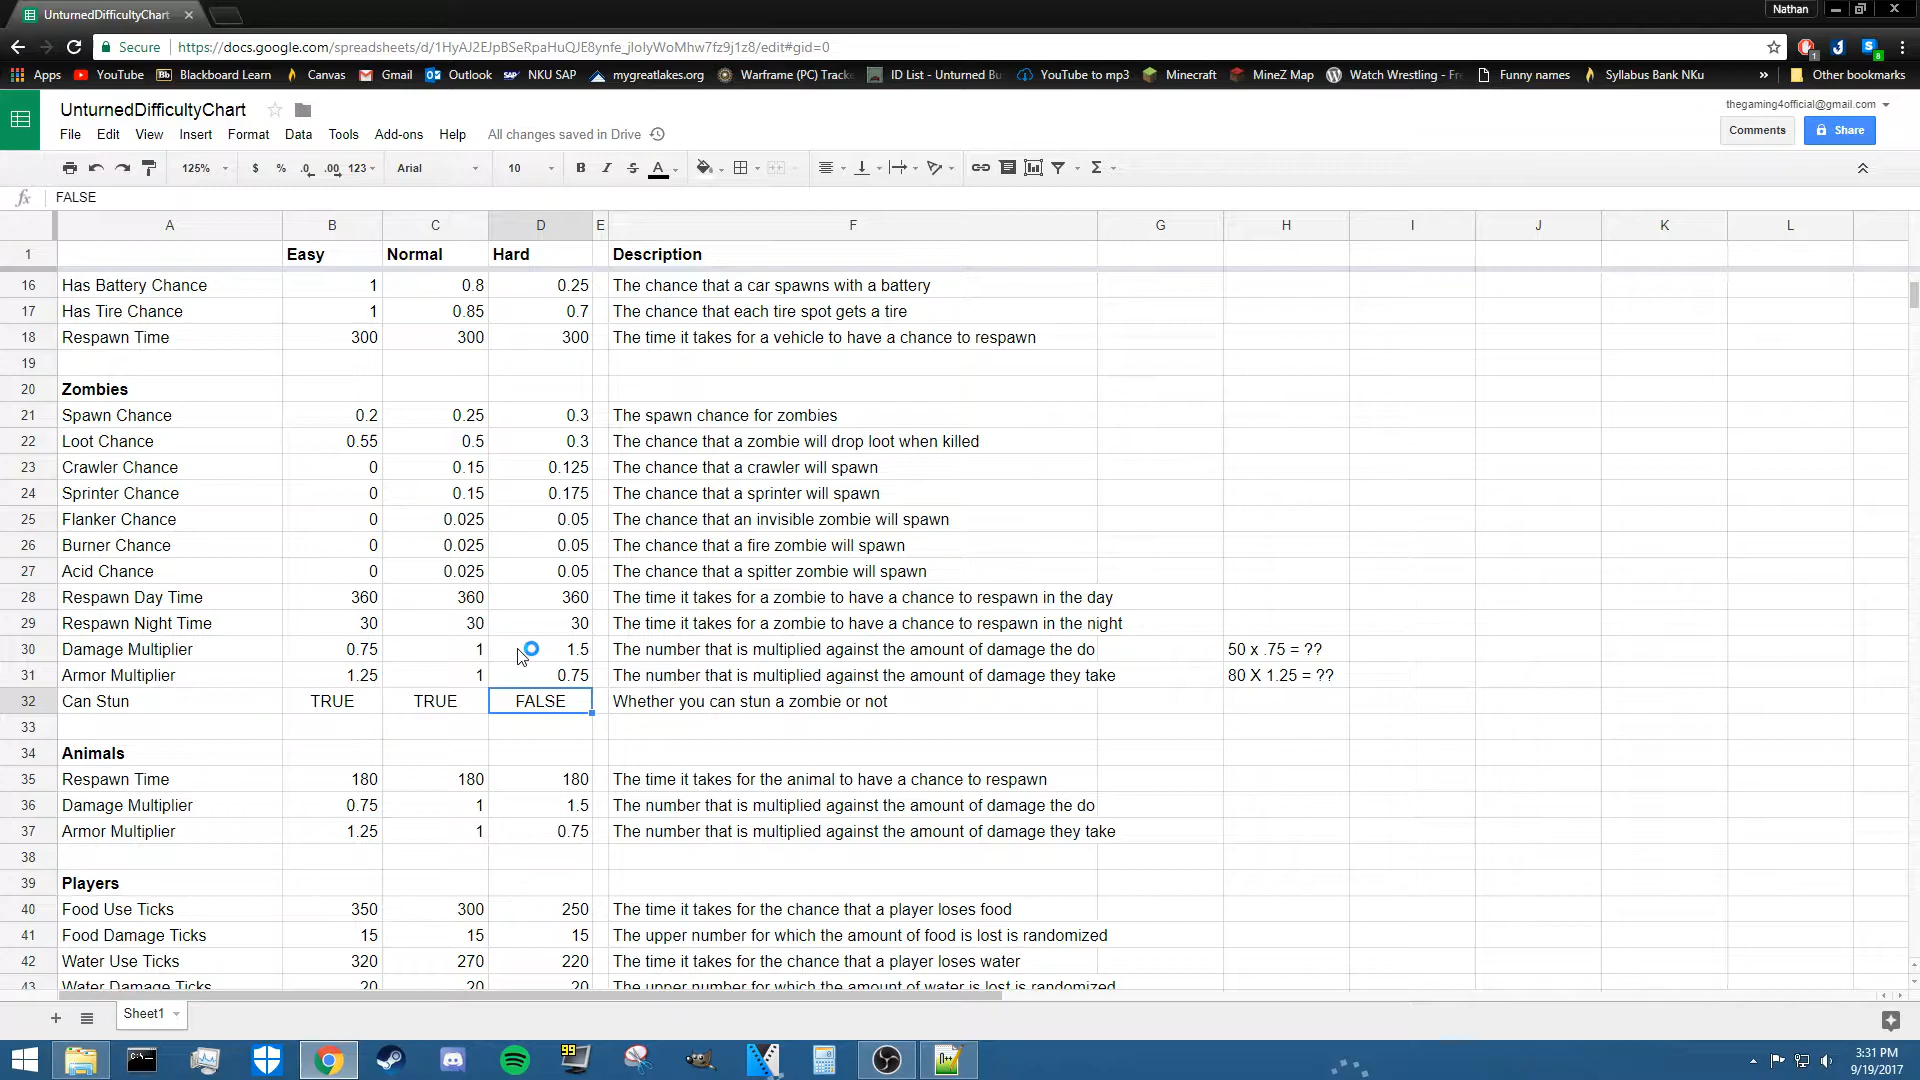 UnturnedDifficultyChart
Nathan
Secure https://docs.google.com/spreadsheets/d/1HyAJ2EJpBSeRpaHuQJE8ynfe_jIoIyWoMhw7fz9j1z8/edit#gid=0
Apps YouTube Bb Blackboard Learn Canvas Gmail Outlook SAP NKU SAP mygreatlakes.org Warframe (PC) Track ID List - Unturned Bu YouTube to mp3 Minecraft MineZ Map Watch Wrestling - Fr Funny names Syllabus Bank NKu » Other bookmarks
UnturnedDifficultyChart
thegaming4official@gmail.com
File Edit View Insert Format Data Tools Add-ons Help All changes saved in Drive
Comments Share
125% $ % .0 .00 123 Arial 10 B I S A Σ
fx FALSE
A B C D E F G H I J K L
1 Easy Normal Hard Description
16 Has Battery Chance 1 0.8 0.25 The chance that a car spawns with a battery
17 Has Tire Chance 1 0.85 0.7 The chance that each tire spot gets a tire
18 Respawn Time 300 300 300 The time it takes for a vehicle to have a chance to respawn
19
20 Zombies
21 Spawn Chance 0.2 0.25 0.3 The spawn chance for zombies
22 Loot Chance 0.55 0.5 0.3 The chance that a zombie will drop loot when killed
23 Crawler Chance 0 0.15 0.125 The chance that a crawler will spawn
24 Sprinter Chance 0 0.15 0.175 The chance that a sprinter will spawn
25 Flanker Chance 0 0.025 0.05 The chance that an invisible zombie will spawn
26 Burner Chance 0 0.025 0.05 The chance that a fire zombie will spawn
27 Acid Chance 0 0.025 0.05 The chance that a spitter zombie will spawn
28 Respawn Day Time 360 360 360 The time it takes for a zombie to have a chance to respawn in the day
29 Respawn Night Time 30 30 30 The time it takes for a zombie to have a chance to respawn in the night
30 Damage Multiplier 0.75 1 1.5 The number that is multiplied against the amount of damage the do 50 x .75 = ??
31 Armor Multiplier 1.25 1 0.75 The number that is multiplied against the amount of damage they take 80 X 1.25 = ??
32 Can Stun TRUE TRUE FALSE Whether you can stun a zombie or not
33
34 Animals
35 Respawn Time 180 180 180 The time it takes for the animal to have a chance to respawn
36 Damage Multiplier 0.75 1 1.5 The number that is multiplied against the amount of damage the do
37 Armor Multiplier 1.25 1 0.75 The number that is multiplied against the amount of damage they take
38
39 Players
40 Food Use Ticks 350 300 250 The time it takes for the chance that a player loses food
41 Food Damage Ticks 15 15 15 The upper number for which the amount of food is lost is randomized
42 Water Use Ticks 320 270 220 The time it takes for the chance that a player loses water
43 Water Damage Ticks 20 20 20 The upper number for which the amount of water is lost is randomized
Sheet1
99
3:31 PM
9/19/2017